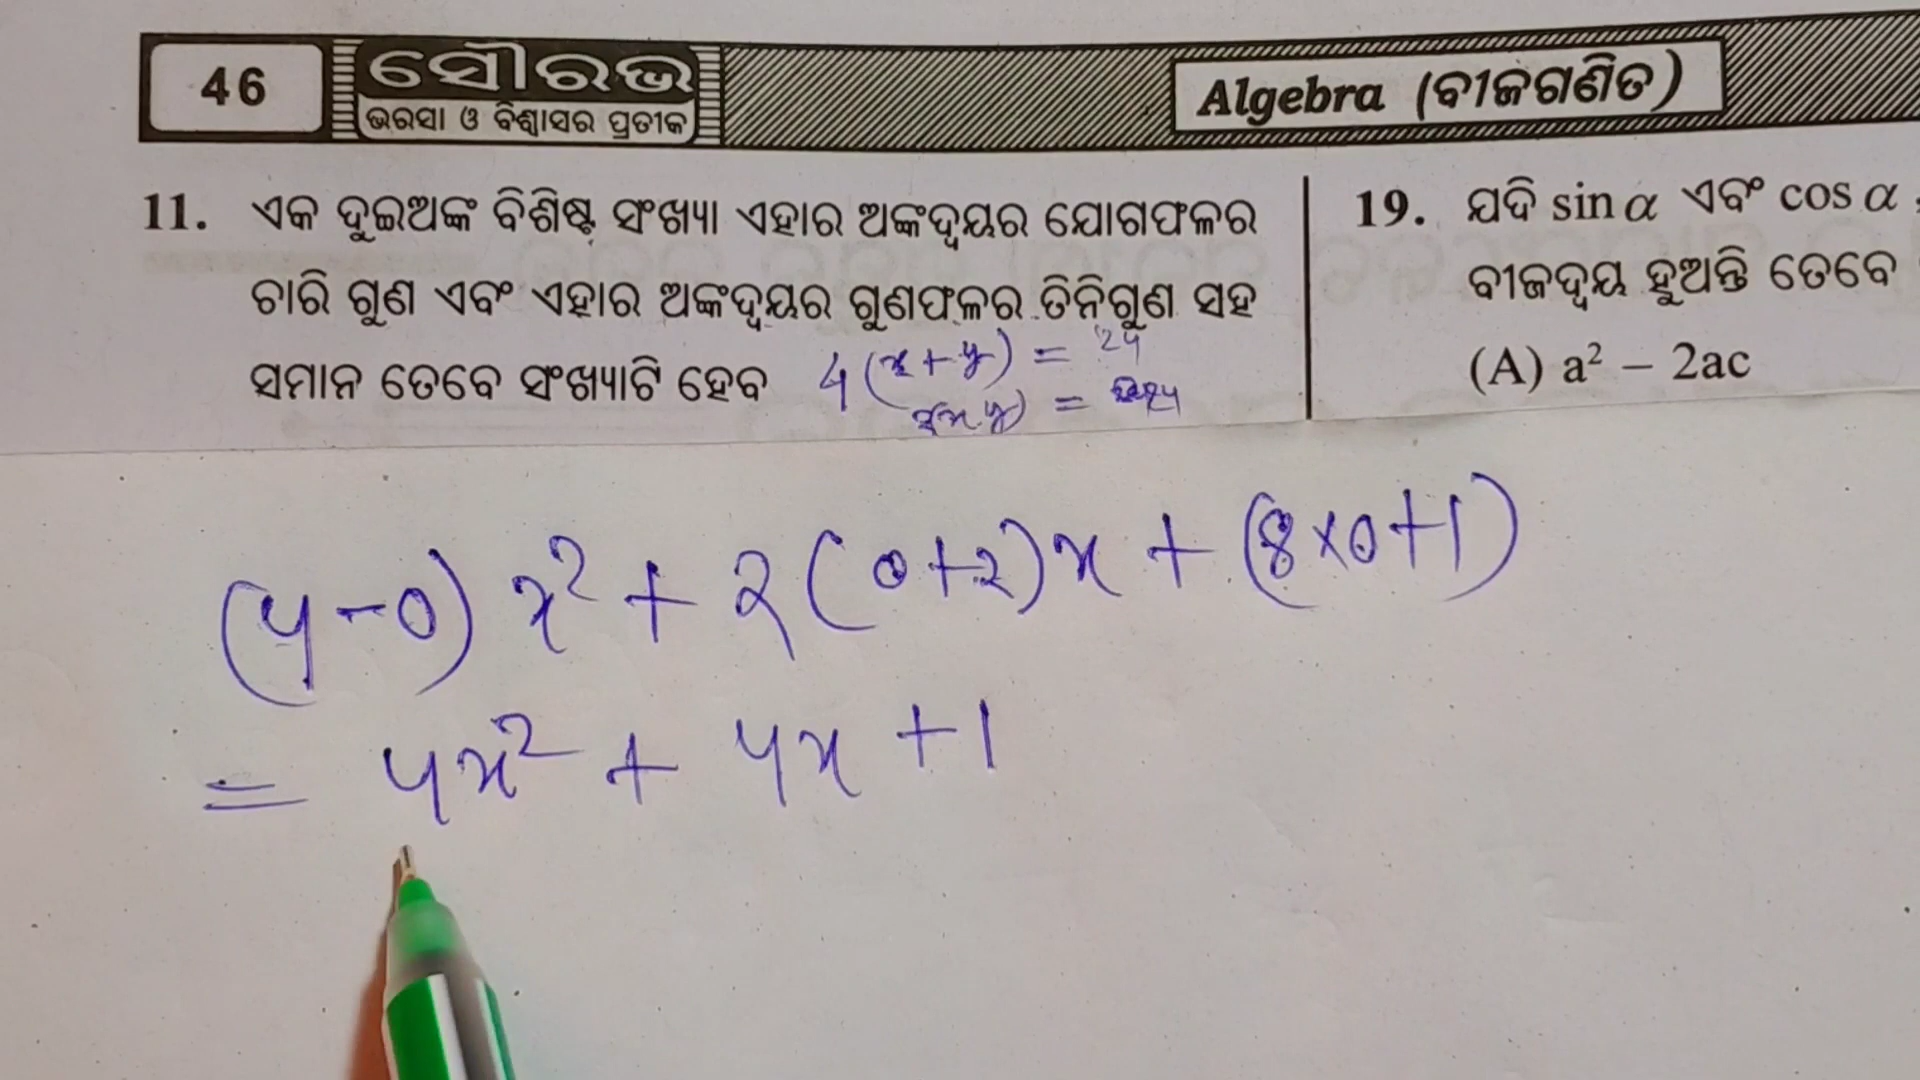 46
ସୌରଭ
ଭରସା ଓ ବିଶ୍ୱାସର ପ୍ରତୀକ
Algebra (ବୀଜଗଣିତ)
11. ଏକ ଦୁଇଅଙ୍କ ବିଶିଷ୍ଟ ସଂଖ୍ୟା ଏହାର ଅଙ୍କଦ୍ୱୟର ଯୋଗଫଳର
ଚାରି ଗୁଣ ଏବଂ ଏହାର ଅଙ୍କଦ୍ୱୟର ଗୁଣଫଳର ତିନିଗୁଣ ସହ
ସମାନ ତେବେ ସଂଖ୍ୟାଟି ହେବ
4(x+y) = 24
19. ଯଦି sin α ଏବଂ cos α
ବୀଜଦ୍ୱୟ ହୁଅନ୍ତି ତେବେ
(A) a² – 2ac
(4-0) x² + 2(0+2)x + (8×0+1)
= 4x² + 4x +1